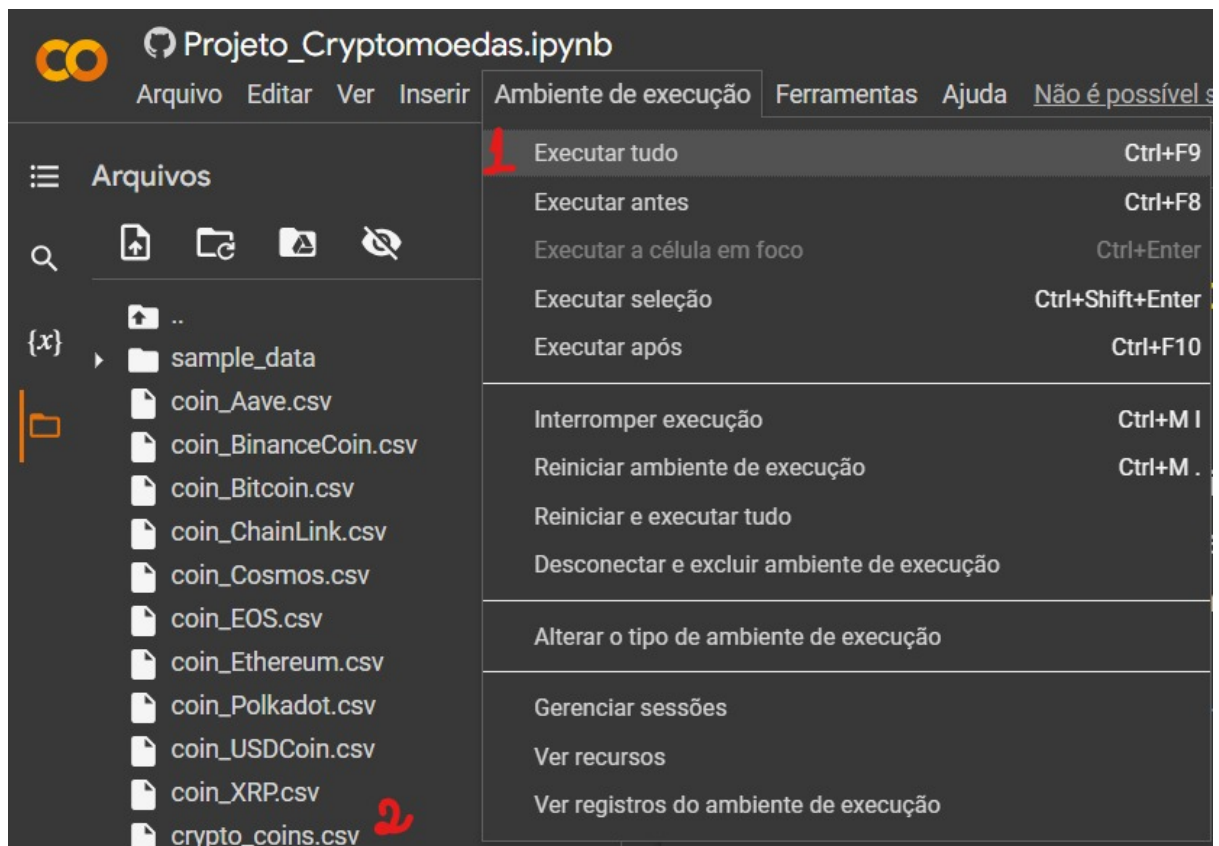 Projeto_Cryptomoedas.ipynb
Arquivo Editar Ver Inserir Ambiente de execução Ferramentas Ajuda Não é possível s
Arquivos
..
sample_data
coin_Aave.csv
coin_BinanceCoin.csv
coin_Bitcoin.csv
coin_ChainLink.csv
coin_Cosmos.csv
coin_EOS.csv
coin_Ethereum.csv
coin_Polkadot.csv
coin_USDCoin.csv
coin_XRP.csv
crypto_coins.csv 2
{x}
1 Executar tudo Ctrl+F9
Executar antes Ctrl+F8
Executar a célula em foco Ctrl+Enter
Executar seleção Ctrl+Shift+Enter
Executar após Ctrl+F10
Interromper execução Ctrl+M I
Reiniciar ambiente de execução Ctrl+M .
Reiniciar e executar tudo
Desconectar e excluir ambiente de execução
Alterar o tipo de ambiente de execução
Gerenciar sessões
Ver recursos
Ver registros do ambiente de execução